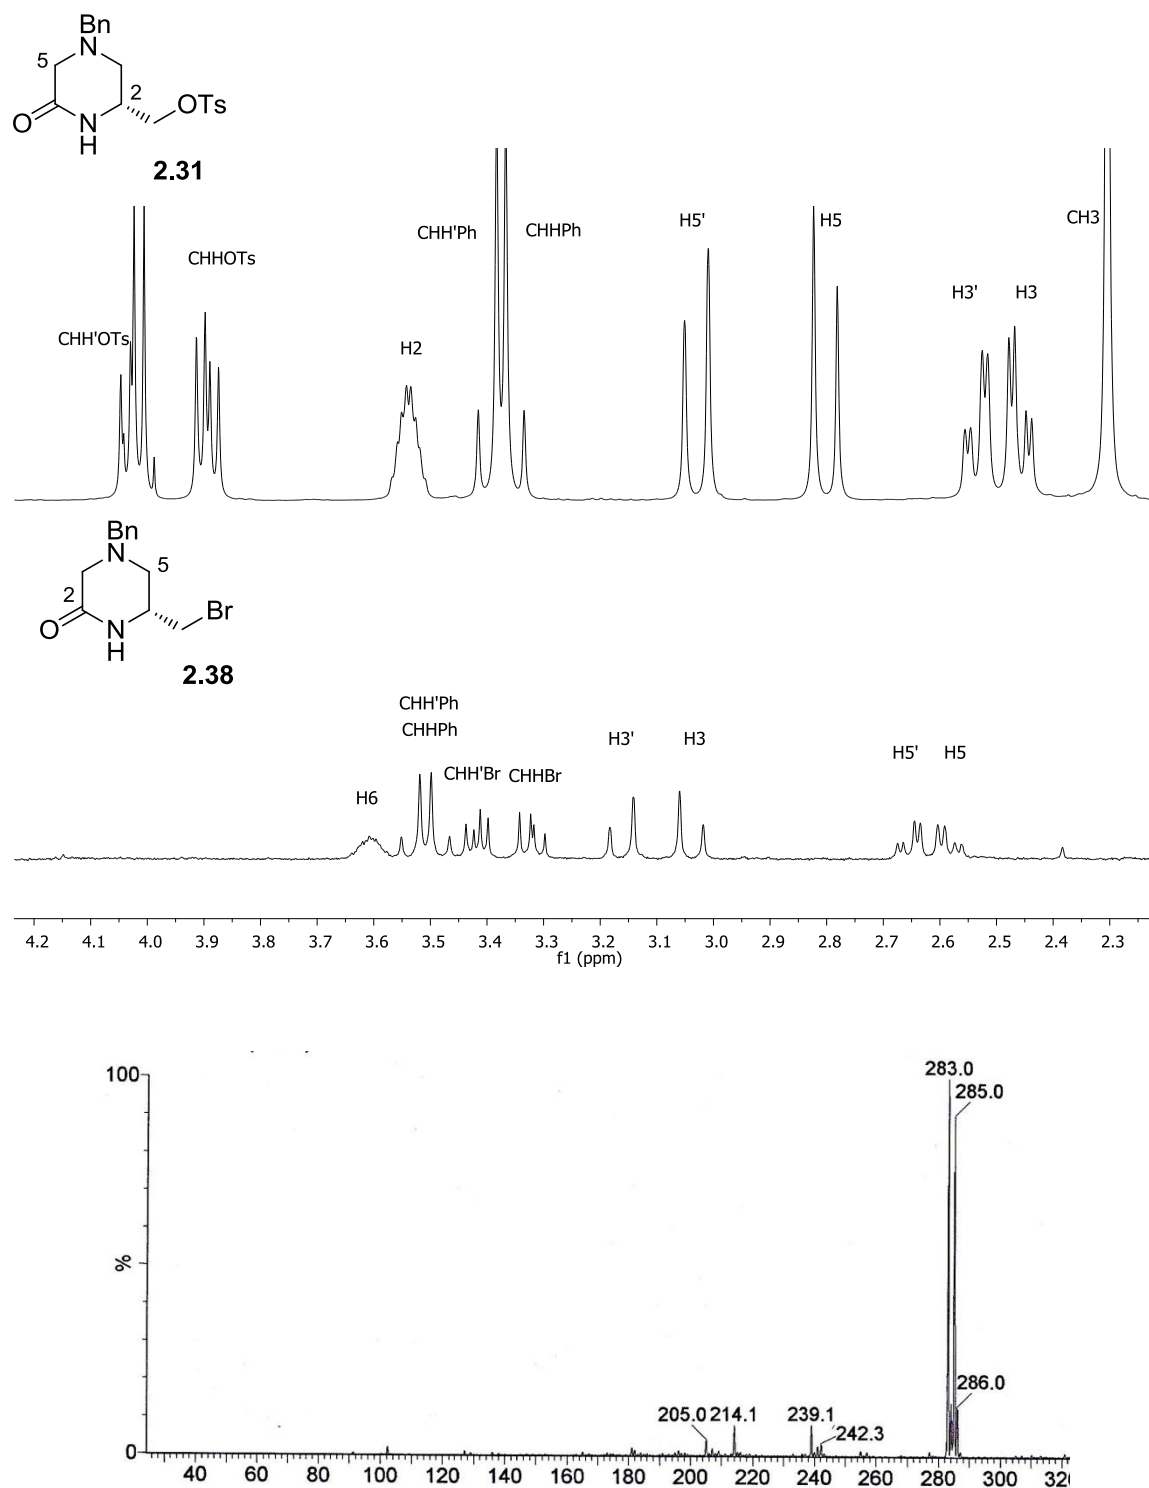 Bn
N
5
2
OTs
O
N
H
2.31
CHH'OTs
CHHOTs
H2
CHH'Ph
CHHPh
H5'
H5
H3'
H3
CH3
Bn
N
5
2
Br
O
N
H
2.38
H6
CHH'Ph
CHHPh
CHH'Br
CHHBr
H3'
H3
H5'
H5
4.2 4.1 4.0 3.9 3.8 3.7 3.6 3.5 3.4 3.3 3.2 3.1 3.0 2.9 2.8 2.7 2.6 2.5 2.4 2.3
f1 (ppm)
100
%
0
283.0
285.0
286.0
205.0 214.1
239.1
242.3
40 60 80 100 120 140 160 180 200 220 240 260 280 300